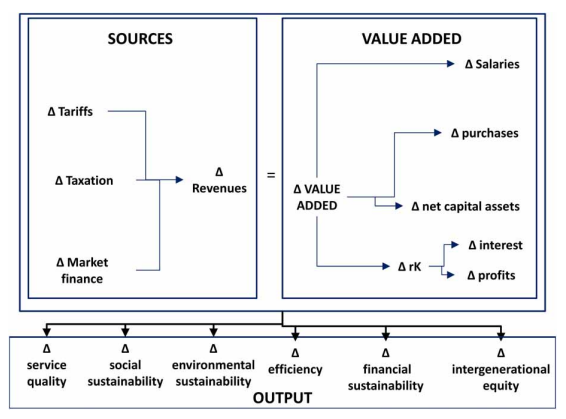 SOURCES
Δ Tariffs
Δ Taxation
Δ Market
finance
Δ
Revenues
=
VALUE ADDED
Δ Salaries
Δ purchases
Δ VALUE
ADDED
Δ net capital assets
Δ rK
Δ interest
Δ profits
Δ
service
quality
Δ
social
sustainability
Δ
environmental
sustainability
Δ
efficiency
Δ
financial
sustainability
Δ
intergenerational
equity
OUTPUT